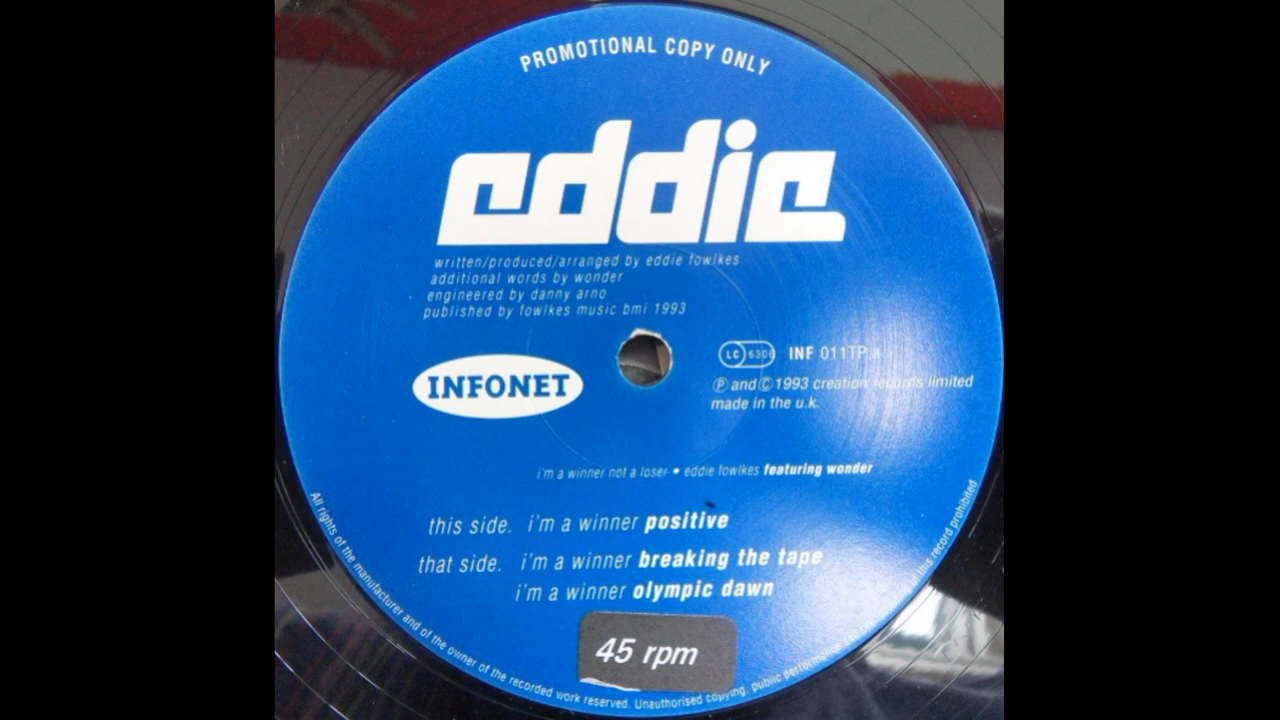 PROMOTIONAL COPY ONLY
eddie
written/produced/arranged by eddie fowlkes
additional words by wonder
engineered by danny arno
published by fowlkes music bmi 1993
LC 6306 INF 011TP a
INFONET
Ⓟ and © 1993 creation records limited
made in the u.k.
i'm a winner not a loser • eddie fowlkes featuring wonder
this side. i'm a winner positive
that side. i'm a winner breaking the tape
i'm a winner olympic dawn
45 rpm
All rights of the manufacturer and of the owner of the recorded work reserved. Unauthorised copying, public performance this record prohibited